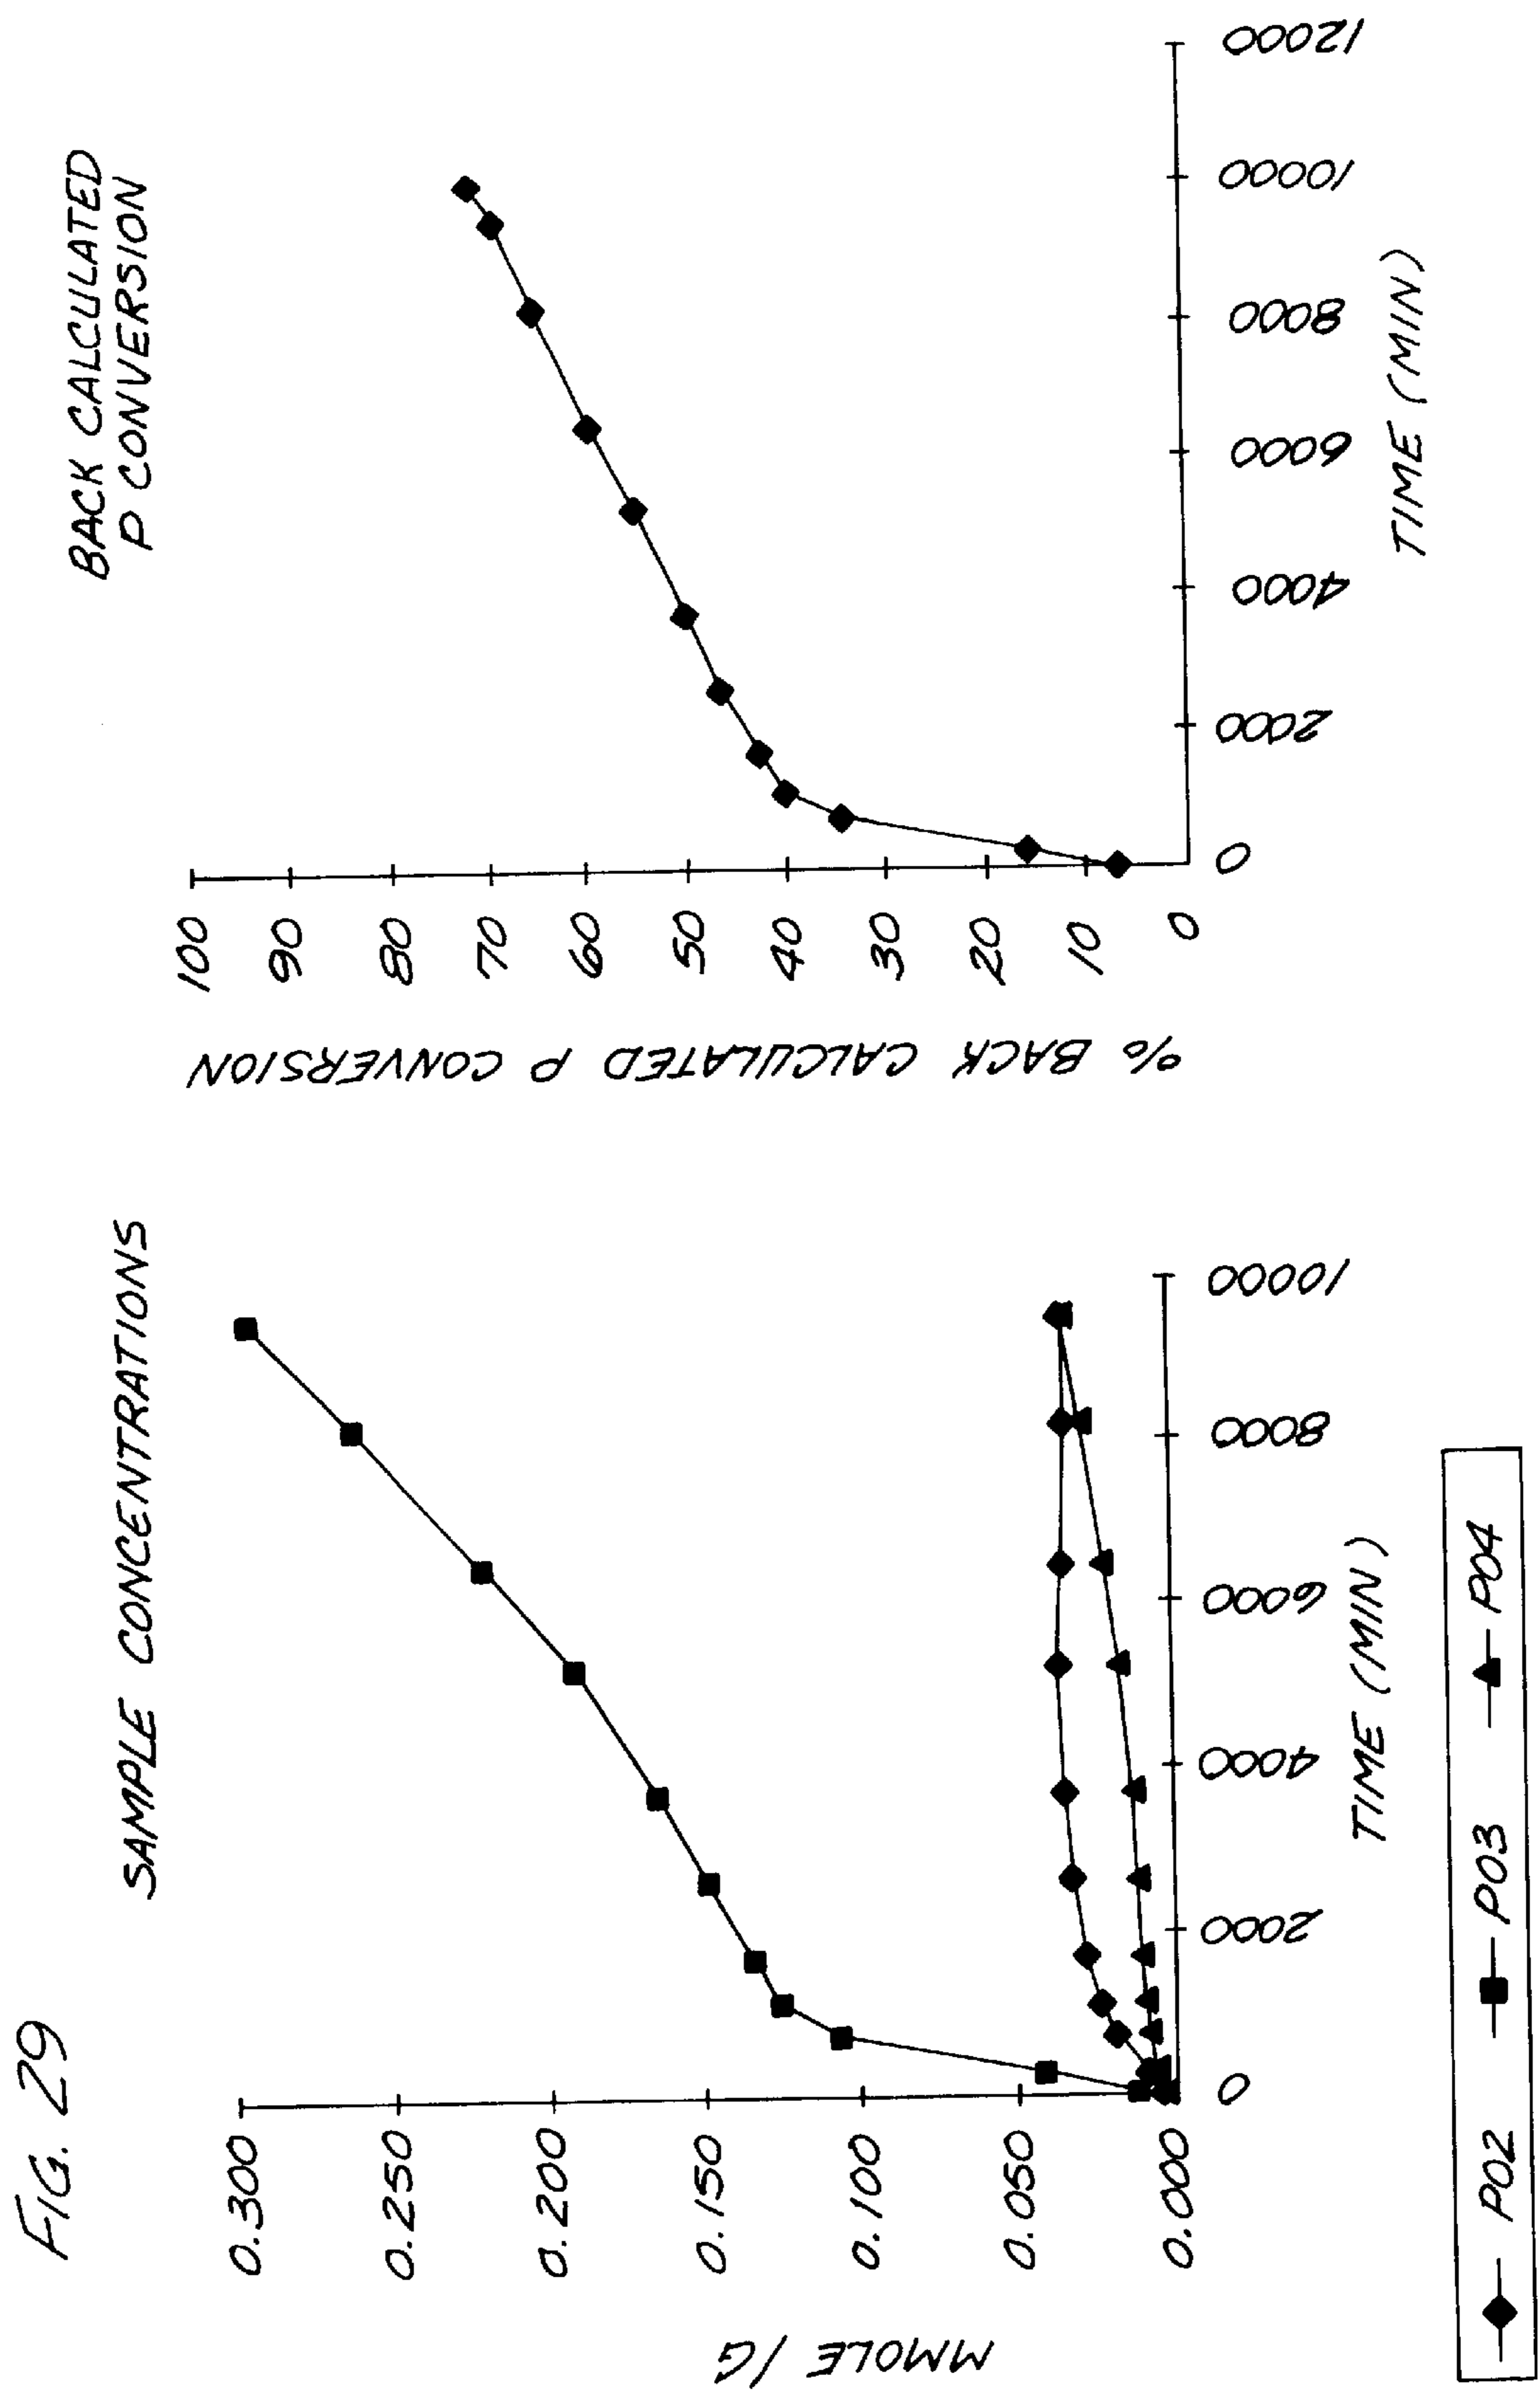 FIG. 29
SAMPLE CONCENTRATIONS
MMOLE/G
0.300
0.250
0.200
0.150
0.100
0.050
0.000
0
2000
4000
6000
8000
10000
TIME (MIN)
P02
P03
P04
BACK CALCULATED
P CONVERSION
% BACK CALCULATED P CONVERSION
100
90
80
70
60
50
40
30
20
10
0
0
2000
4000
6000
8000
10000
12000
TIME (MIN)